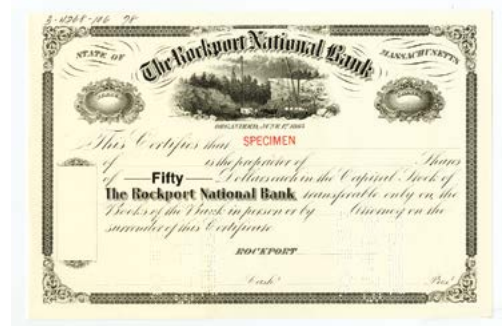 3-4268-106 98
STATE OF The Rockport National Bank MASSACHUSETTS
ORGANIZED, JUNE 1st 1865
This Certifies that SPECIMEN
of is the proprietor of Shares
of Fifty Dollars each in the Capital Stock of
The Rockport National Bank, transferable only on the
Books of the Bank in person or by Attorney on the
surrender of this Certificate
ROCKPORT
Cash.r Pres.t